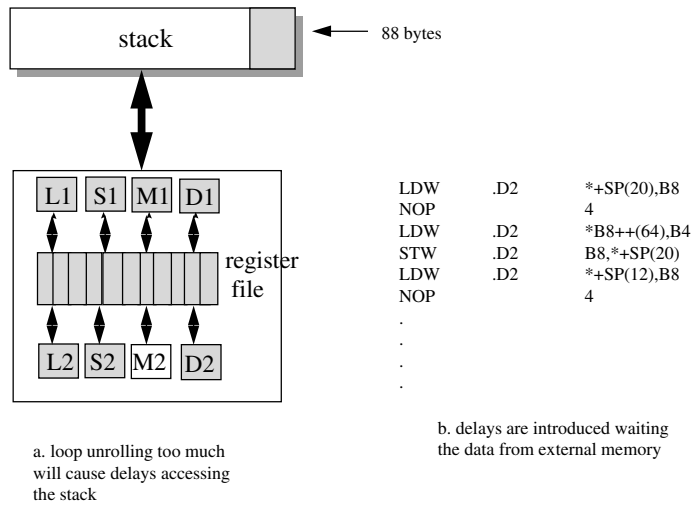 stack
88 bytes
L1 S1 M1 D1
register
file
L2 S2 M2 D2
a. loop unrolling too much
will cause delays accessing
the stack
LDW .D2 *+SP(20),B8
NOP 4
LDW .D2 *B8++(64),B4
STW .D2 B8,*+SP(20)
LDW .D2 *+SP(12),B8
NOP 4
.
.
.
.
b. delays are introduced waiting
the data from external memory